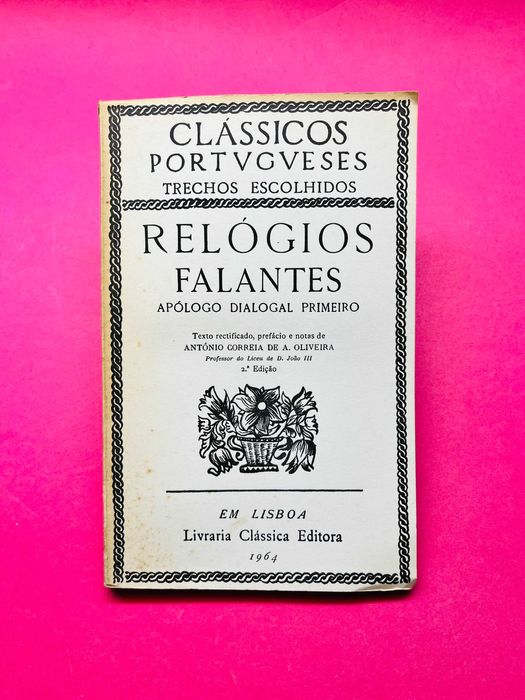 CLÁSSICOS
PORTVGVESES
TRECHOS ESCOLHIDOS
RELÓGIOS
FALANTES
APÓLOGO DIALOGAL PRIMEIRO
Texto rectificado, prefácio e notas de
ANTÓNIO CORREIA DE A. OLIVEIRA
Professor do Liceu de D. João III
2.ª Edição
EM LISBOA
Livraria Clássica Editora
1964